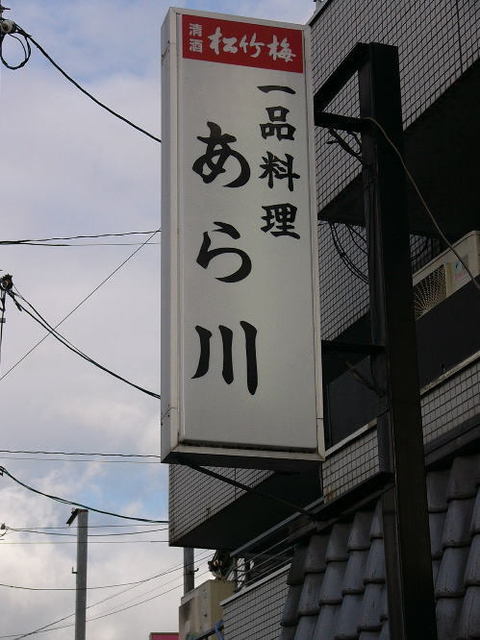 清酒 松竹梅
一品料理
あら川